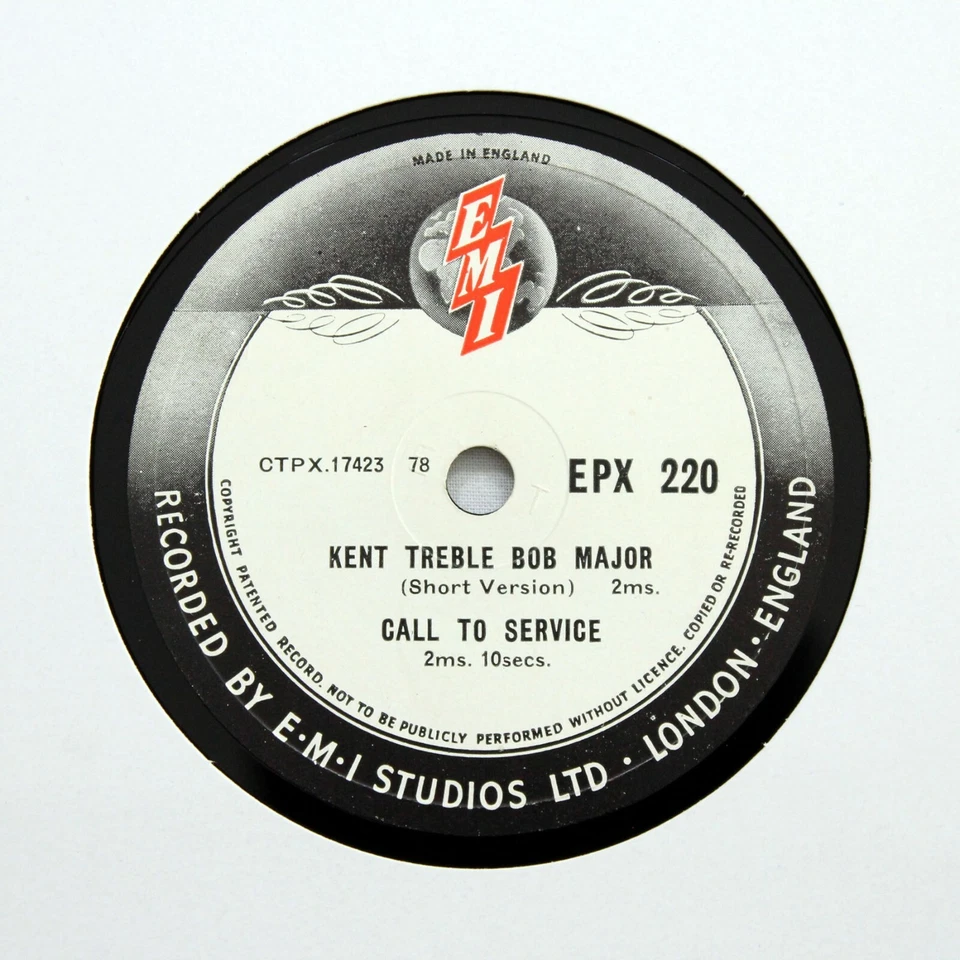 MADE IN ENGLAND
EMI
CTPX.17423 78 EPX 220
KENT TREBLE BOB MAJOR
(Short Version) 2ms.
CALL TO SERVICE
2ms. 10secs.
COPYRIGHT PATENTED RECORD. NOT TO BE PUBLICLY PERFORMED WITHOUT LICENCE. COPIED OR RE-RECORDED
RECORDED BY E·M·I STUDIOS LTD · LONDON · ENGLAND